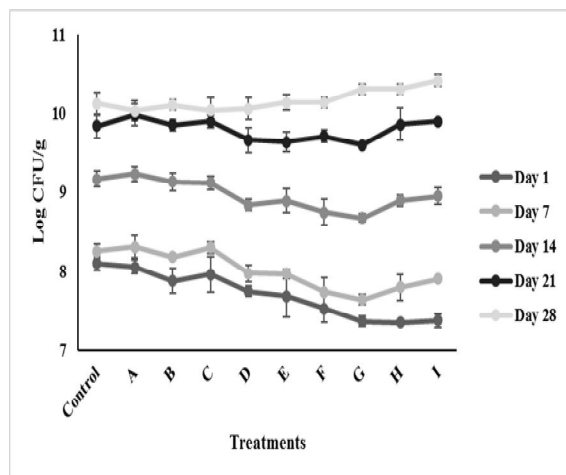 11
10
9
8
7
Log CFU/g
Control
A
B
C
D
E
F
G
H
I
Treatments
Day 1
Day 7
Day 14
Day 21
Day 28